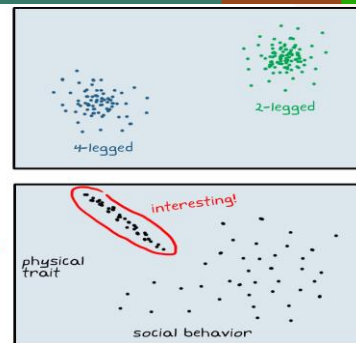 2-legged
4-legged
interesting!
physical
trait
social behavior